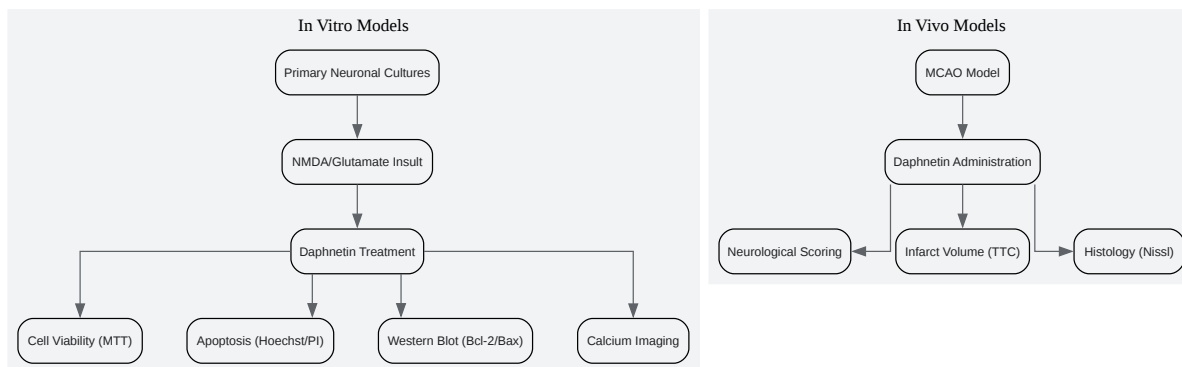 In Vitro Models
Primary Neuronal Cultures
NMDA/Glutamate Insult
Daphnetin Treatment
Cell Viability (MTT)
Apoptosis (Hoechst/PI)
Western Blot (Bcl-2/Bax)
Calcium Imaging
In Vivo Models
MCAO Model
Daphnetin Administration
Neurological Scoring
Infarct Volume (TTC)
Histology (Nissl)